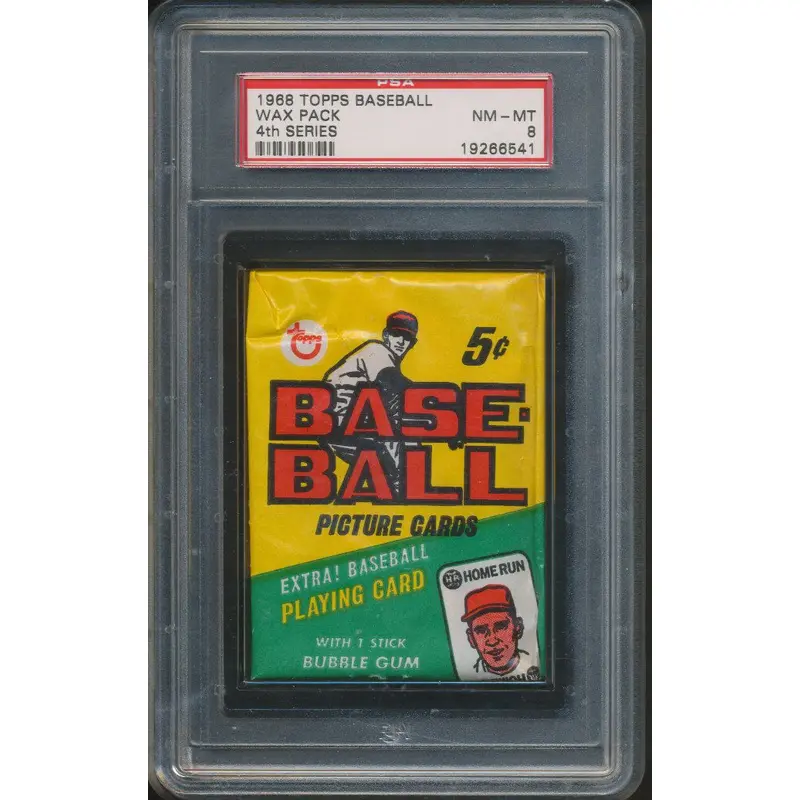 PSA
1968 TOPPS BASEBALL
WAX PACK
NM - MT
4th SERIES
8
19266541
Topps
5¢
BASE-
BALL
PICTURE CARDS
EXTRA! BASEBALL
PLAYING CARD
HR HOME RUN
WITH 1 STICK
BUBBLE GUM